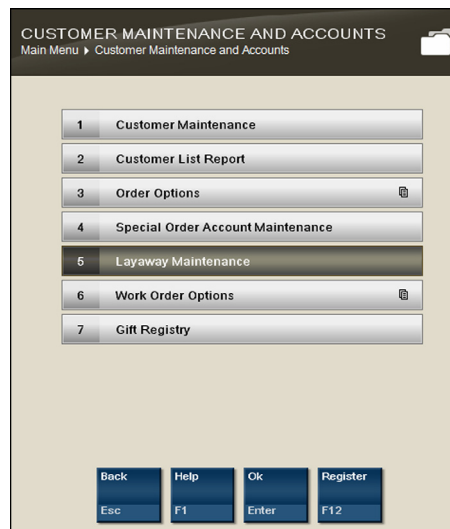 CUSTOMER MAINTENANCE AND ACCOUNTS
Main Menu ▶ Customer Maintenance and Accounts
1 Customer Maintenance
2 Customer List Report
3 Order Options
4 Special Order Account Maintenance
5 Layaway Maintenance
6 Work Order Options
7 Gift Registry
Back Help Ok Register
Esc F1 Enter F12